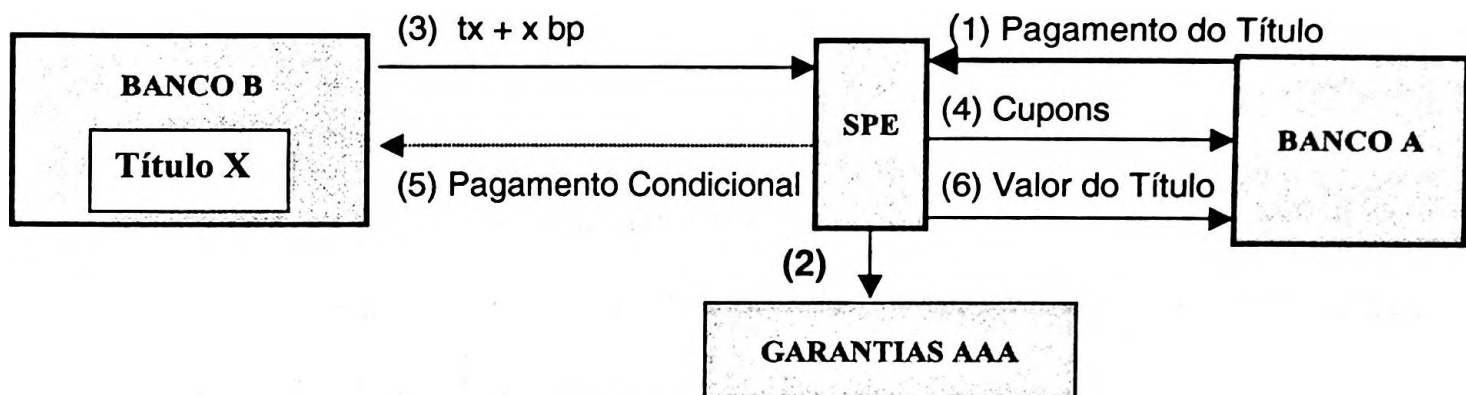 (3) tx + x bp
(1) Pagamento do Título
BANCO B
Título X
SPE
(4) Cupons
BANCO A
(5) Pagamento Condicional
(6) Valor do Título
(2)
GARANTIAS AAA